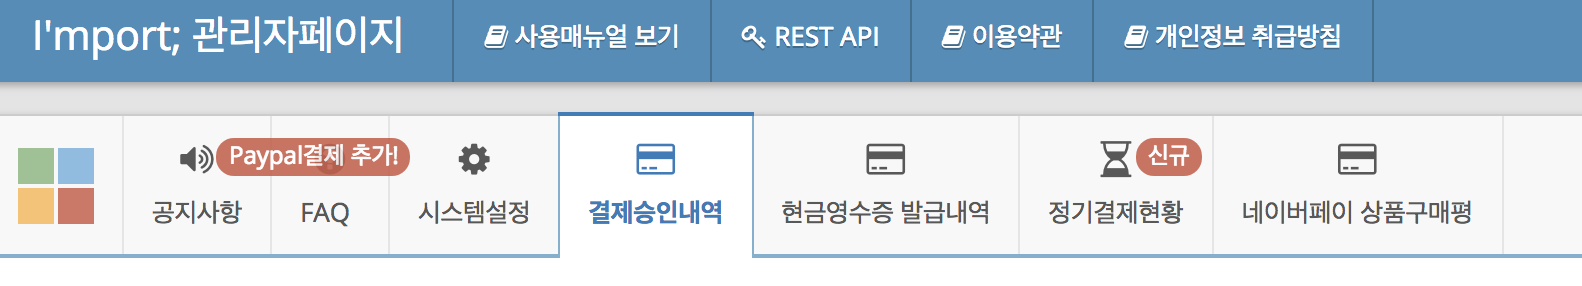 I'mport; 관리자페이지
사용매뉴얼 보기
REST API
이용약관
개인정보 취급방침
Paypal결제 추가!
신규
공지사항
FAQ
시스템설정
결제승인내역
현금영수증 발급내역
정기결제현황
네이버페이 상품구매평